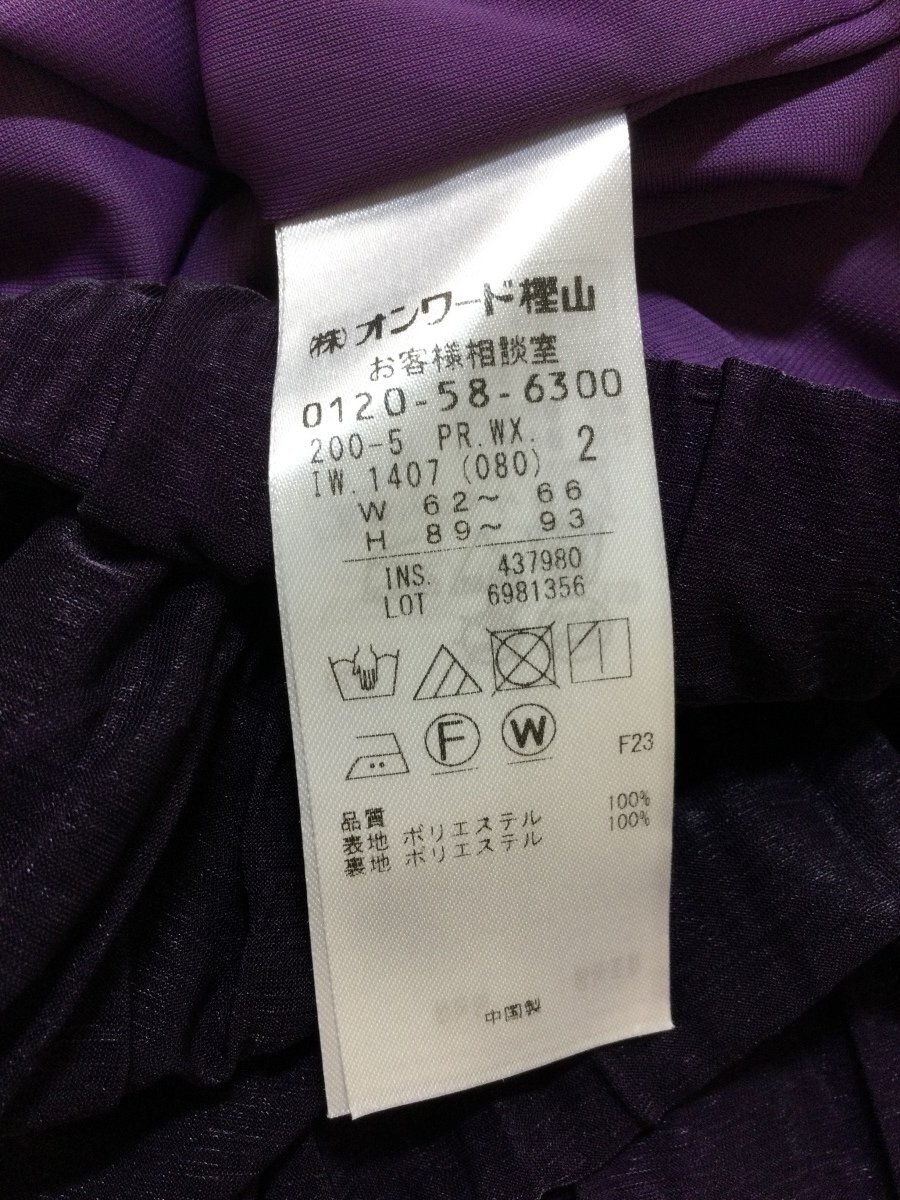 (株)オンワード樫山
お客様相談室
0120-58-6300
200-5 PR.WX. 2
IW.1407 (080)
W 62～ 66
H 89～ 93
INS. 437980
LOT 6981356
F
W
F23
品質
表地 ポリエステル 100%
裏地 ポリエステル 100%
中国製